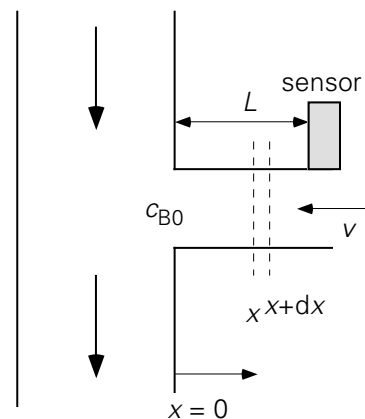 sensor
L
c_B0
v
x x+dx
x = 0